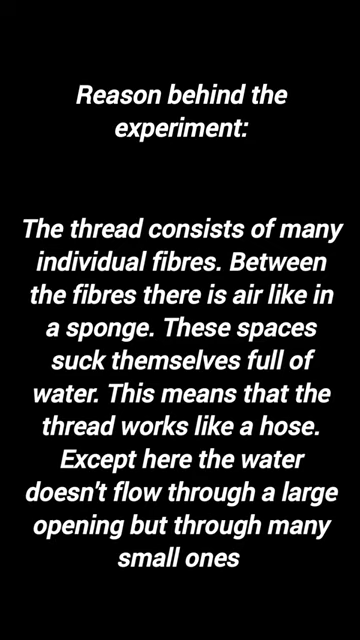 Reason behind the
experiment:
The thread consists of many
individual fibres. Between
the fibres there is air like in
a sponge. These spaces
suck themselves full of
water. This means that the
thread works like a hose.
Except here the water
doesn't flow through a large
opening but through many
small ones